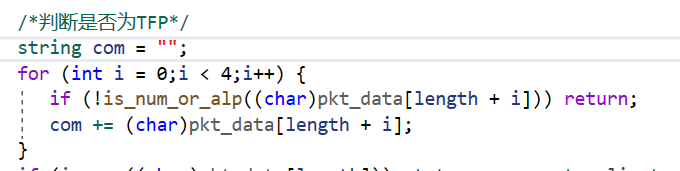 /*判断是否为TFP*/
string com = "";
for (int i = 0;i < 4;i++) {
if (!is_num_or_alp((char)pkt_data[length + i])) return;
com += (char)pkt_data[length + i];
}